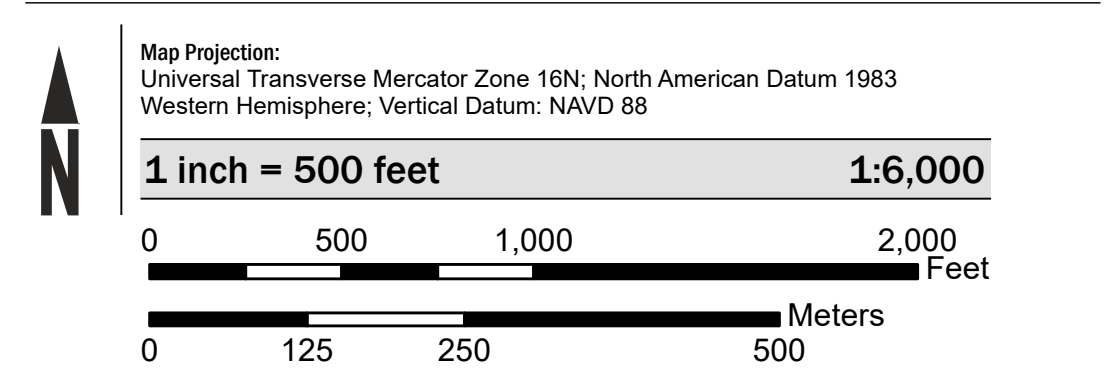 N
Map Projection:
Universal Transverse Mercator Zone 16N; North American Datum 1983
Western Hemisphere; Vertical Datum: NAVD 88
1 inch = 500 feet 1:6,000
0 500 1,000 2,000
Feet
Meters
0 125 250 500